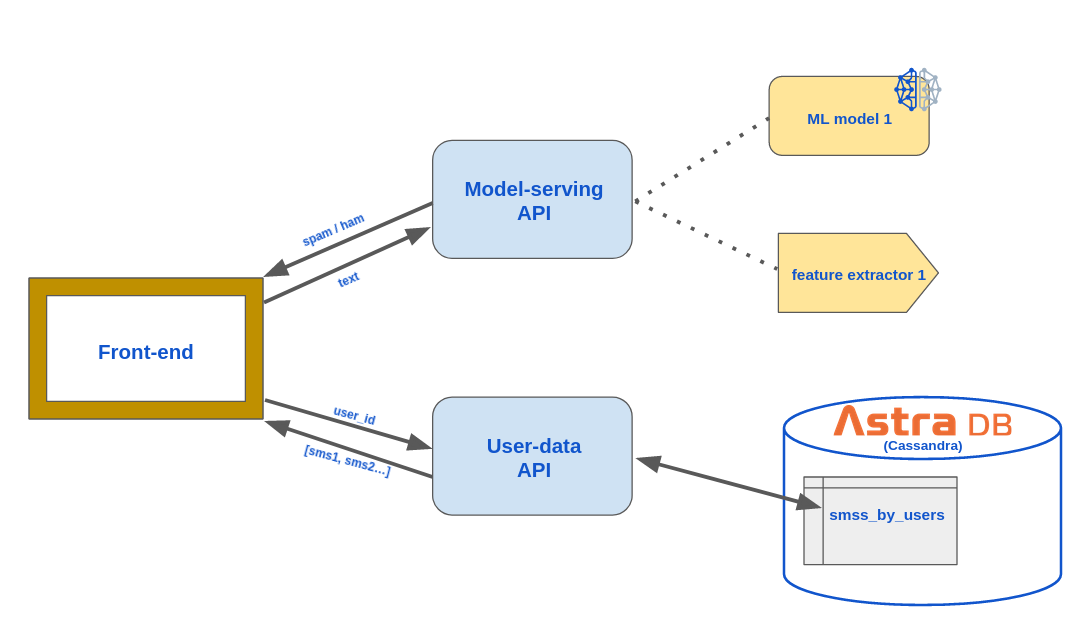 ML model 1
Model-serving
API
spam / ham
text
feature extractor 1
Front-end
user_id
[sms1, sms2...]
User-data
API
Astra DB
(Cassandra)
smss_by_users